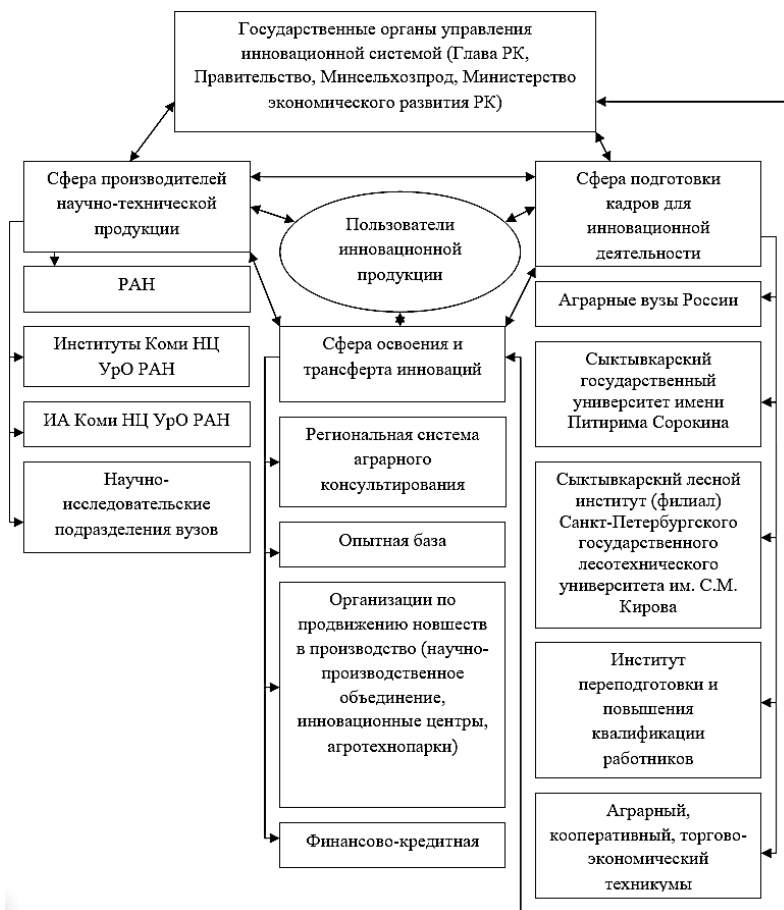 Государственные органы управления
инновационной системой (Глава РК,
Правительство, Минсельхозпрод, Министерство
экономического развития РК)
Сфера производителей
научно-технической
продукции
Пользователи
инновационной
продукции
Сфера подготовки
кадров для
инновационной
деятельности
РАН
Институты Коми НЦ
УрО РАН
ИА Коми НЦ УрО РАН
Научно-
исследовательские
подразделения вузов
Сфера освоения и
трансферта инноваций
Региональная система
аграрного
консультирования
Опытная база
Организации по
продвижению новшеств
в производство (научно-
производственное
объединение,
инновационные центры,
агротехнопарки)
Финансово-кредитная
Аграрные вузы России
Сыктывкарский
государственный
университет имени
Питирима Сорокина
Сыктывкарский лесной
институт (филиал)
Санкт-Петербургского
государственного
лесотехнического
университета им. С.М.
Кирова
Институт
переподготовки и
повышения
квалификации
работников
Аграрный,
кооперативный, торгово-
экономический
техникумы